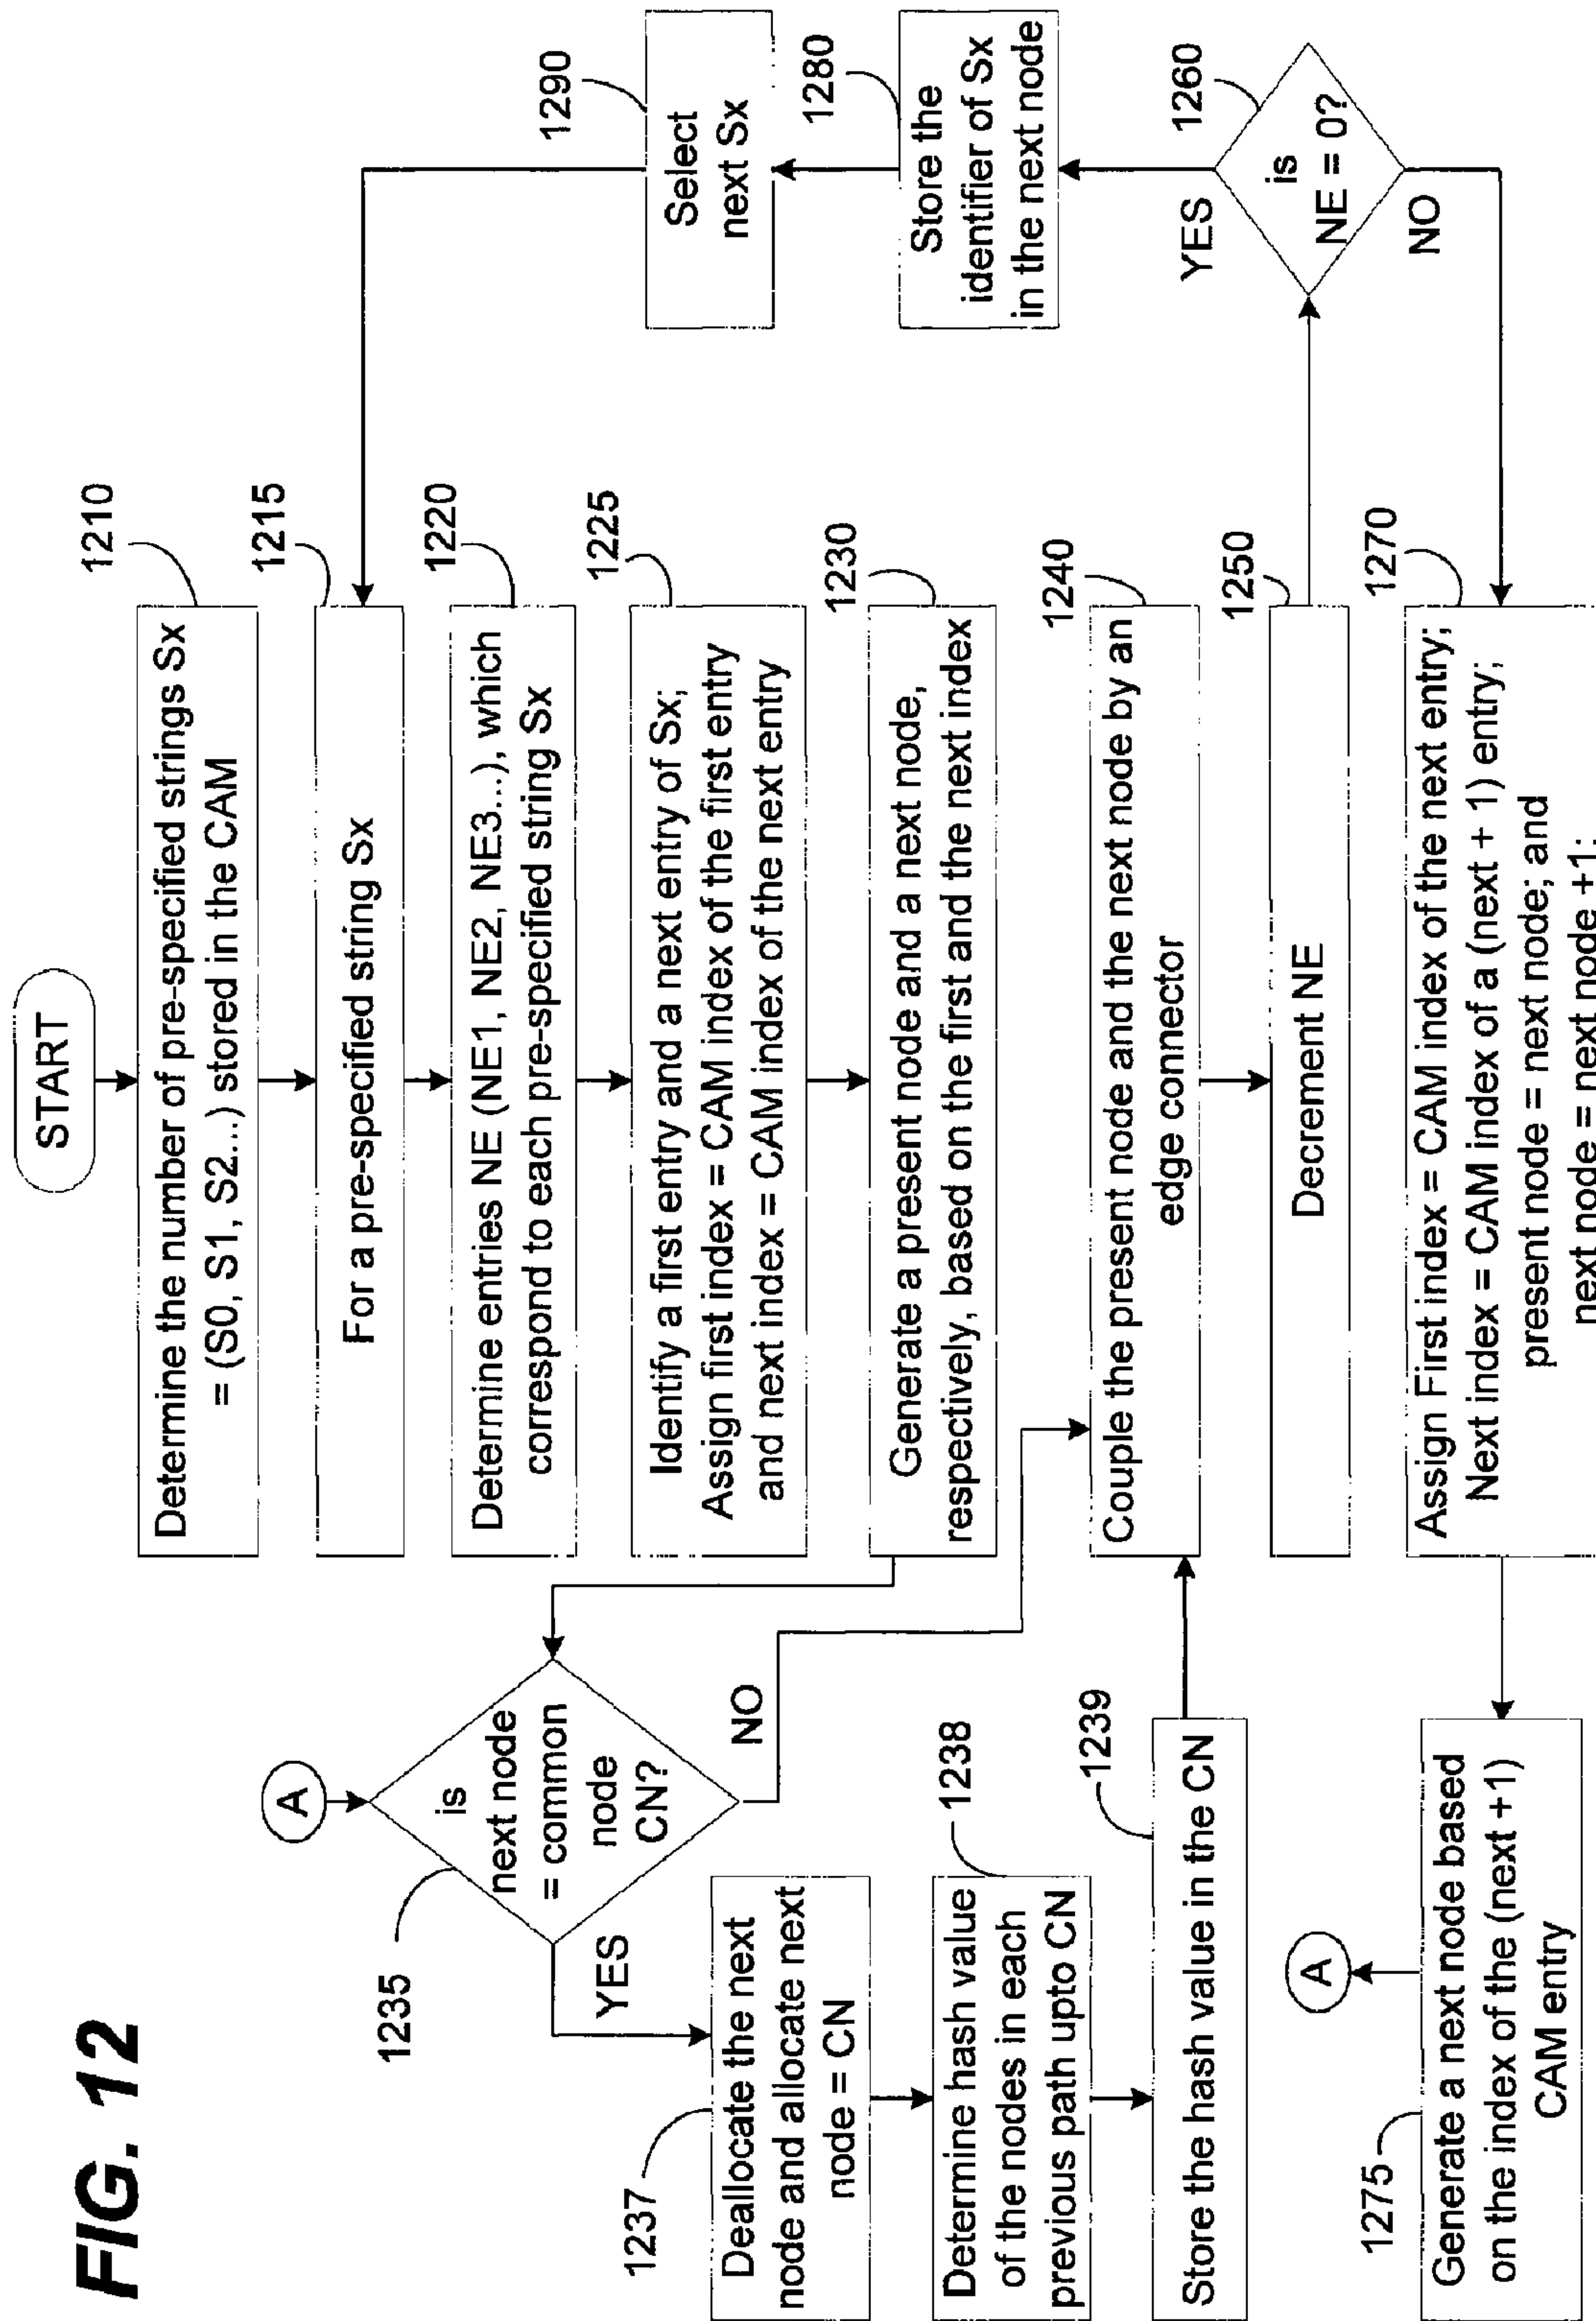 FIG. 12
START
1210
Determine the number of pre-specified strings Sx
= (S0, S1, S2...) stored in the CAM
1215
For a pre-specified string Sx
1220
Determine entries NE (NE1, NE2, NE3...), which
correspond to each pre-specified string Sx
1225
Identify a first entry and a next entry of Sx;
Assign first index = CAM index of the first entry
and next index = CAM index of the next entry
1230
Generate a present node and a next node,
respectively, based on the first and the next index
A
1235
is
next node
= common
node
CN?
YES
NO
1237
Deallocate the next
node and allocate next
node = CN
1238
Determine hash value
of the nodes in each
previous path upto CN
1239
Store the hash value in the CN
1240
Couple the present node and the next node by an
edge connector
1250
Decrement NE
1260
is
NE = 0?
YES
NO
1280
Store the
identifier of Sx
in the next node
1290
Select
next Sx
1270
Assign First index = CAM index of the next entry;
Next index = CAM index of a (next + 1) entry;
present node = next node; and
next node = next node +1;
1275
Generate a next node based
on the index of the (next +1)
CAM entry
A